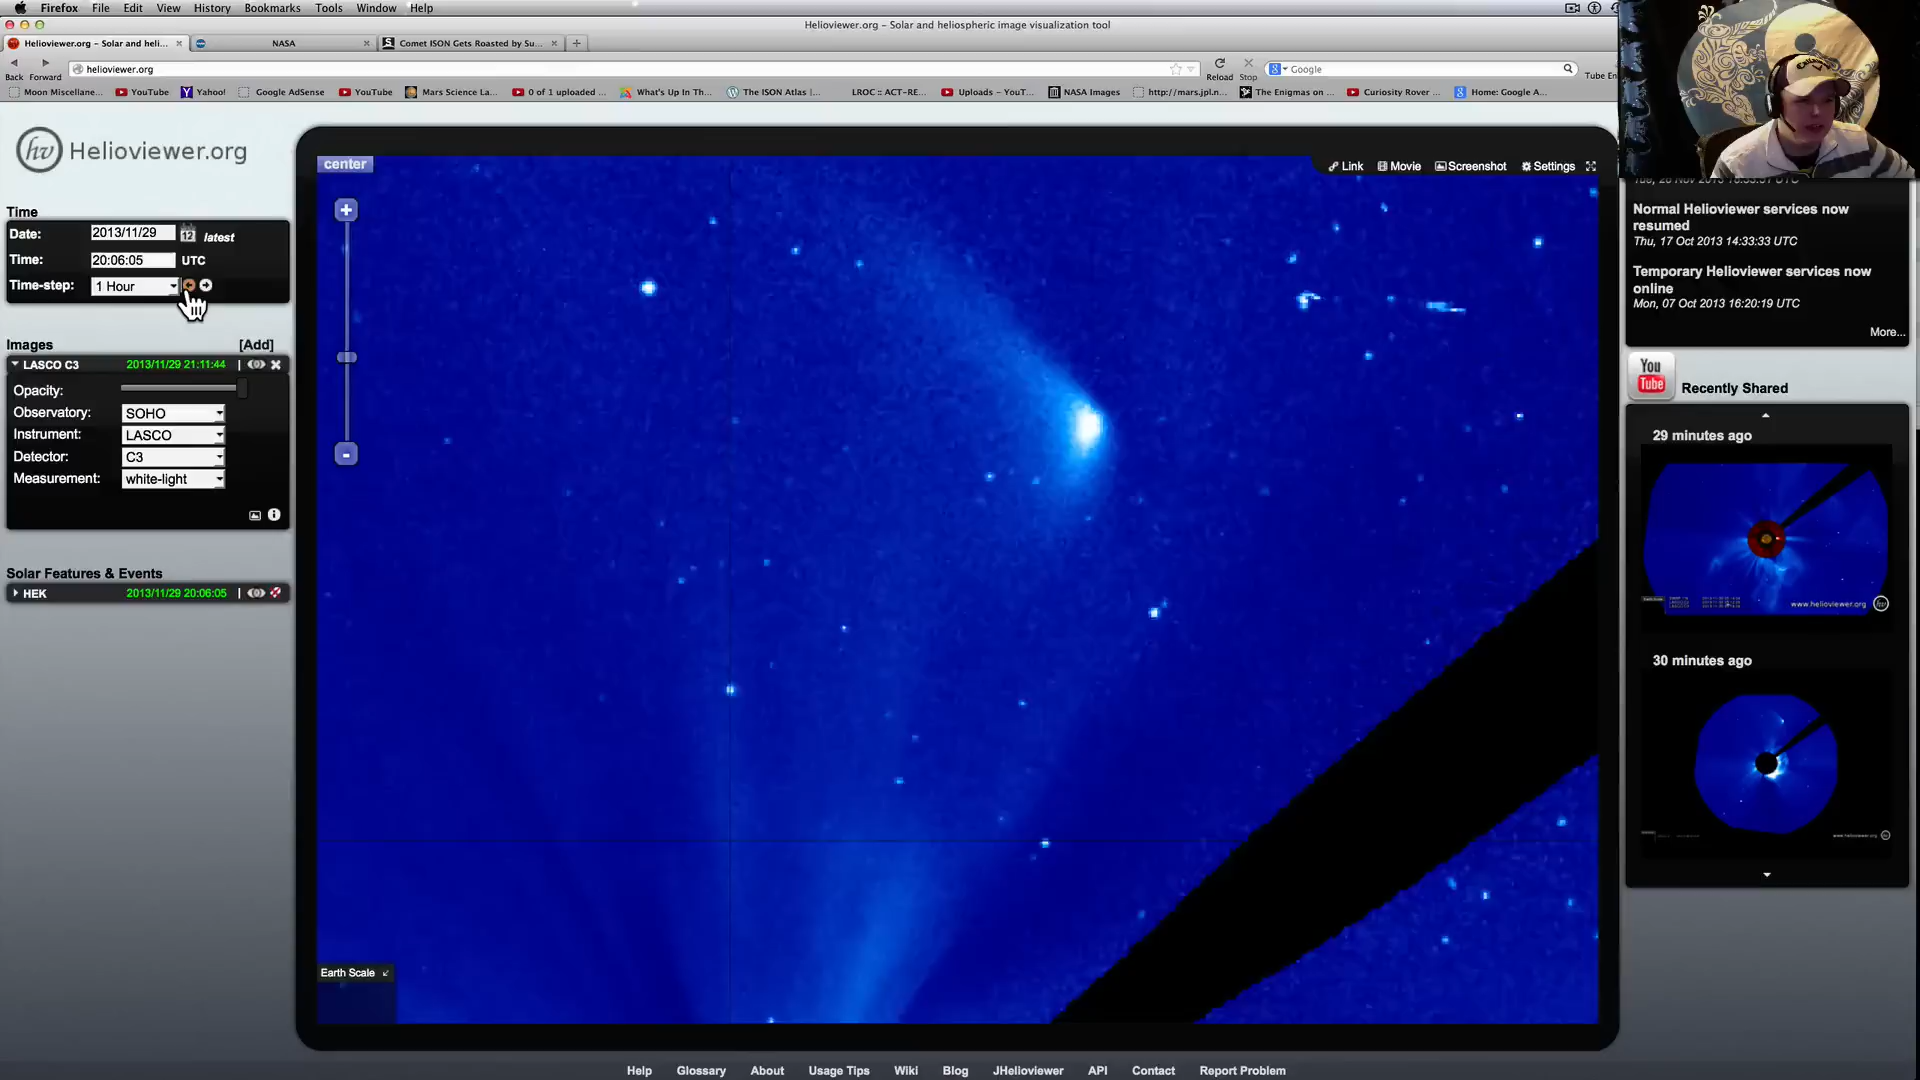 Firefox File Edit View History Bookmarks Tools Window Help
Helioviewer.org - Solar and heliospheric image visualization tool
Helioviewer.org - Solar and heli... NASA Comet ISON Gets Roasted by Su...
Back Forward helioviewer.org Reload Stop Google Tube En
Moon Miscellane... YouTube Yahoo! Google AdSense YouTube Mars Science La... 0 of 1 uploaded ... What's Up In Th... The ISON Atlas |... LROC :: ACT-RE... Uploads - YouT... NASA Images http://mars.jpl.n... The Enigmas on ... Curiosity Rover ... Home: Google A...
hv Helioviewer.org
Time
Date: 2013/11/29 12 latest
Time: 20:06:05 UTC
Time-step: 1 Hour
Images [Add]
LASCO C3 2013/11/29 21:11:44
Opacity:
Observatory: SOHO
Instrument: LASCO
Detector: C3
Measurement: white-light
Solar Features & Events
HEK 2013/11/29 20:06:05
center
Link Movie Screenshot Settings
Earth Scale
Normal Helioviewer services now
resumed
Thu, 17 Oct 2013 14:33:33 UTC
Temporary Helioviewer services now
online
Mon, 07 Oct 2013 16:20:19 UTC
More...
You
Tube
Recently Shared
29 minutes ago
www.helioviewer.org
30 minutes ago
www.helioviewer.org
Help Glossary About Usage Tips Wiki Blog JHelioviewer API Contact Report Problem